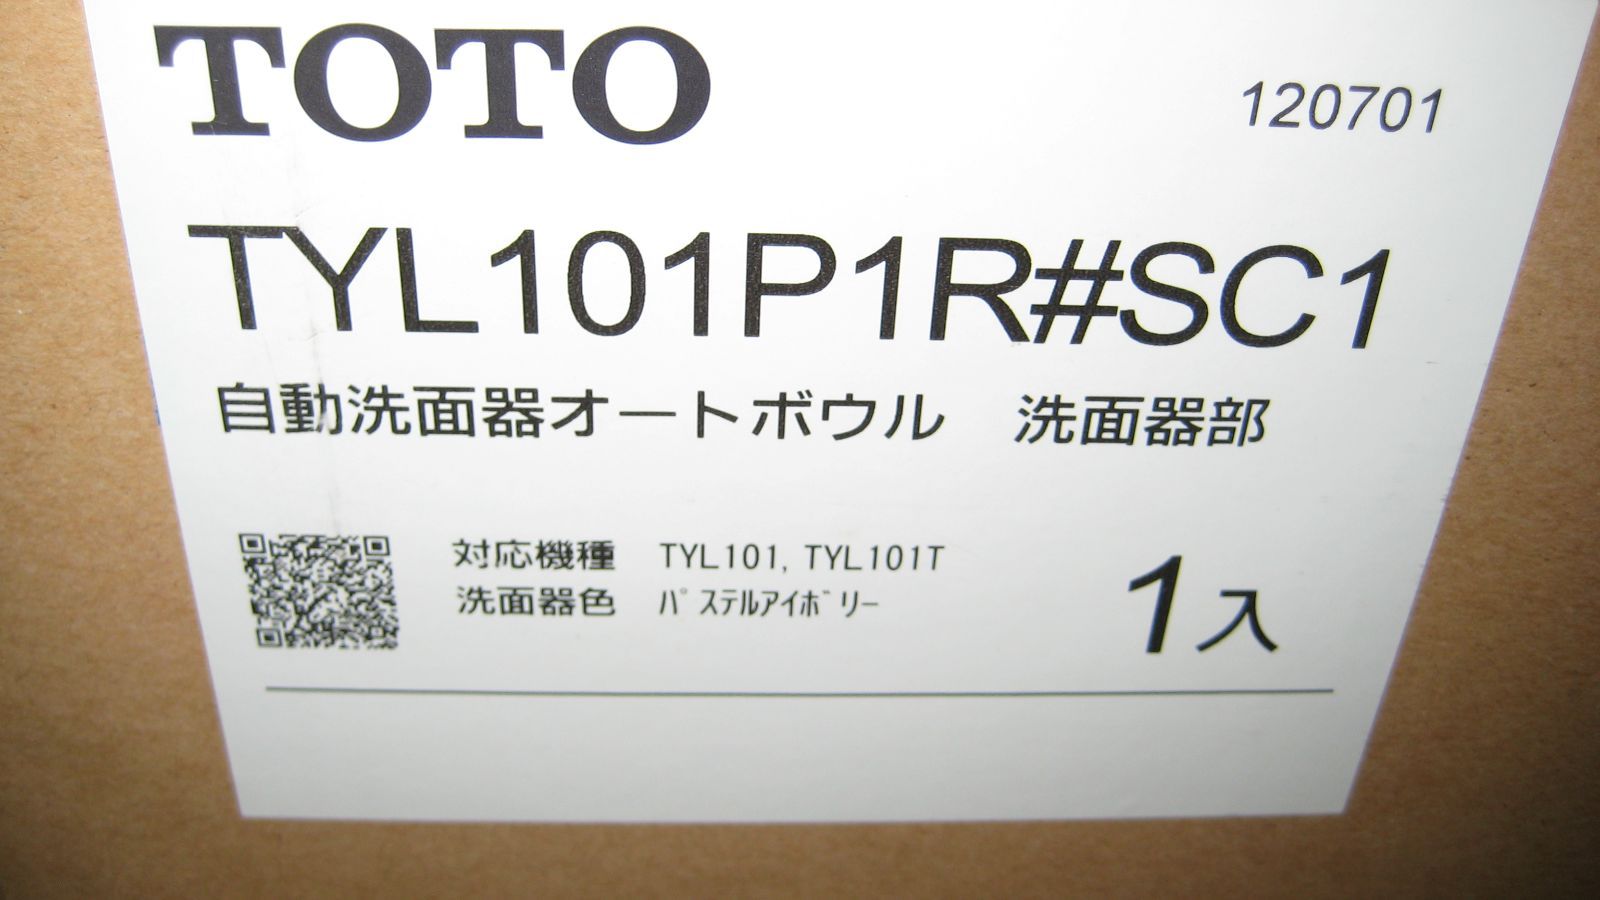 TOTO
120701
TYL101P1R#SC1
自動洗面器オートボウル　洗面器部
対応機種　TYL101, TYL101T
洗面器色　ﾊﾟｽﾃﾙｱｲﾎﾞﾘｰ
1入